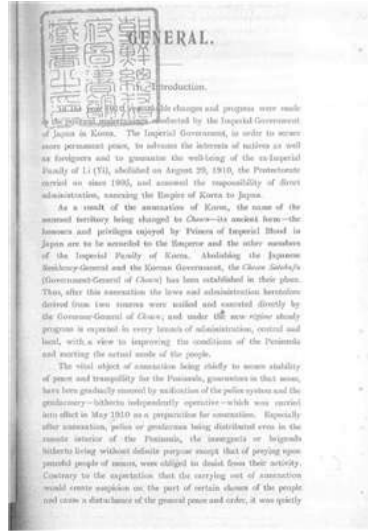 朝鮮總督
府圖書館
藏書之印
GENERAL.
Introduction.
In the year 1910 changes and progress were made
conducted by the Imperial Government
of Japan in Korea. The Imperial Government, in order to secure
more permanent peace, to advance the interests of natives as well
as foreigners and to guarantee the well-being of the ex-Imperial
Family of Li (Yi), abolished on August 29, 1910, the Protectorate
carried on since 1905, and assumed the responsibility of direct
administration, annexing the Empire of Korea to Japan.
As a result of the annexation of Korea, the name of the
annexed territory being changed to Chosen—its ancient form—the
honours and privileges enjoyed by Princes of Imperial Blood in
Japan are to be accorded to the Emperor and the other members
of the Imperial Family of Korea. Abolishing the Japanese
Residency-General and the Korean Government, the Chosen Sotokufu
(Government-General of Chosen) has been established in their place.
Thus, after this annexation the laws and administration heretofore
derived from two sources were unified and executed directly by
the Governor-General of Chosen; and under the new régime steady
progress is expected in every branch of administration, central and
local, with a view to improving the conditions of the Peninsula
and meeting the actual needs of the people.
The vital object of annexation being chiefly to secure stability
of peace and tranquility for the Peninsula, guarantees in that sense,
have been gradually ensured by unification of the police system and the
gendarmery—hitherto independently operative—which was carried
into effect in May 1910 as a preparation for annexation. Especially
after annexation, police or gendarmes being distributed even in the
remote interior of the Peninsula, the insurgents or brigands
hitherto living without definite purpose except that of preying upon
peaceful people of means, were obliged to desist from their activity.
Contrary to the expectation that the carrying out of annexation
would create suspicion on the part of certain classes of the people
and cause a disturbance of the general peace and order, it was quietly